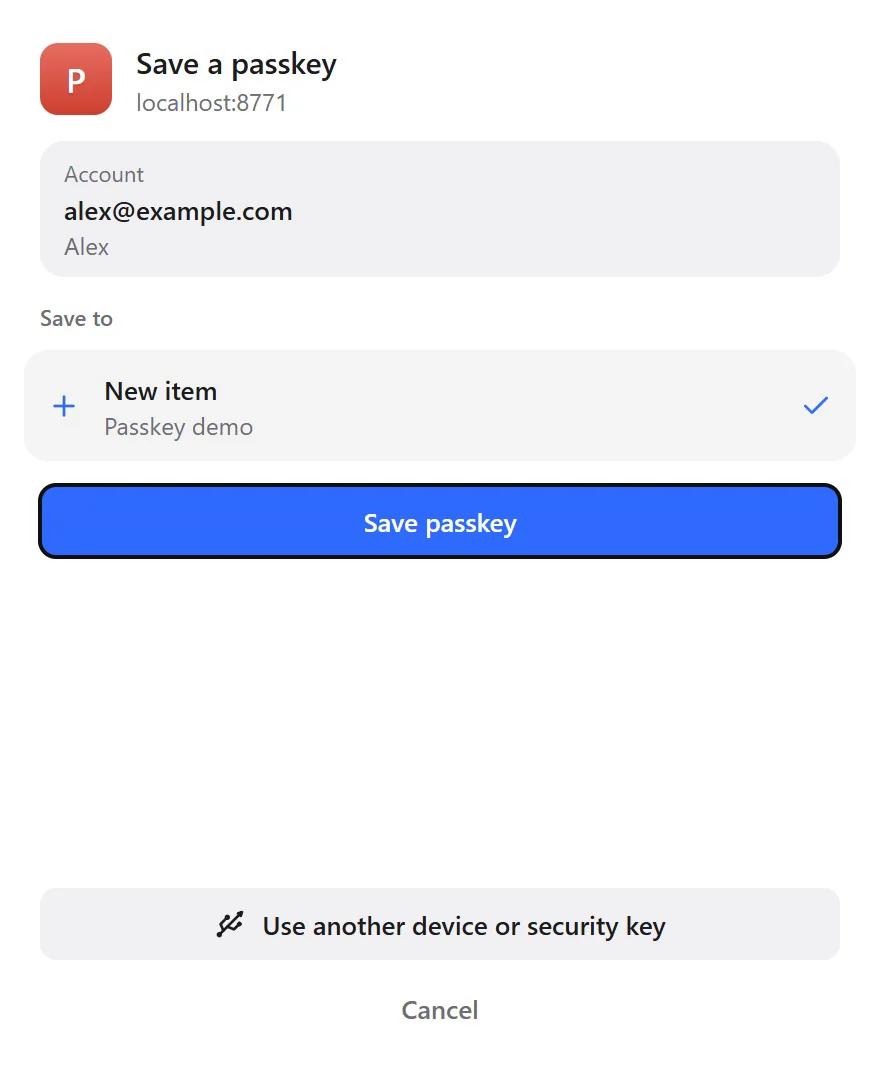 P
Save a passkey
localhost:8771
Account
alex@example.com
Alex
Save to
New item
Passkey demo
Save passkey
Use another device or security key
Cancel